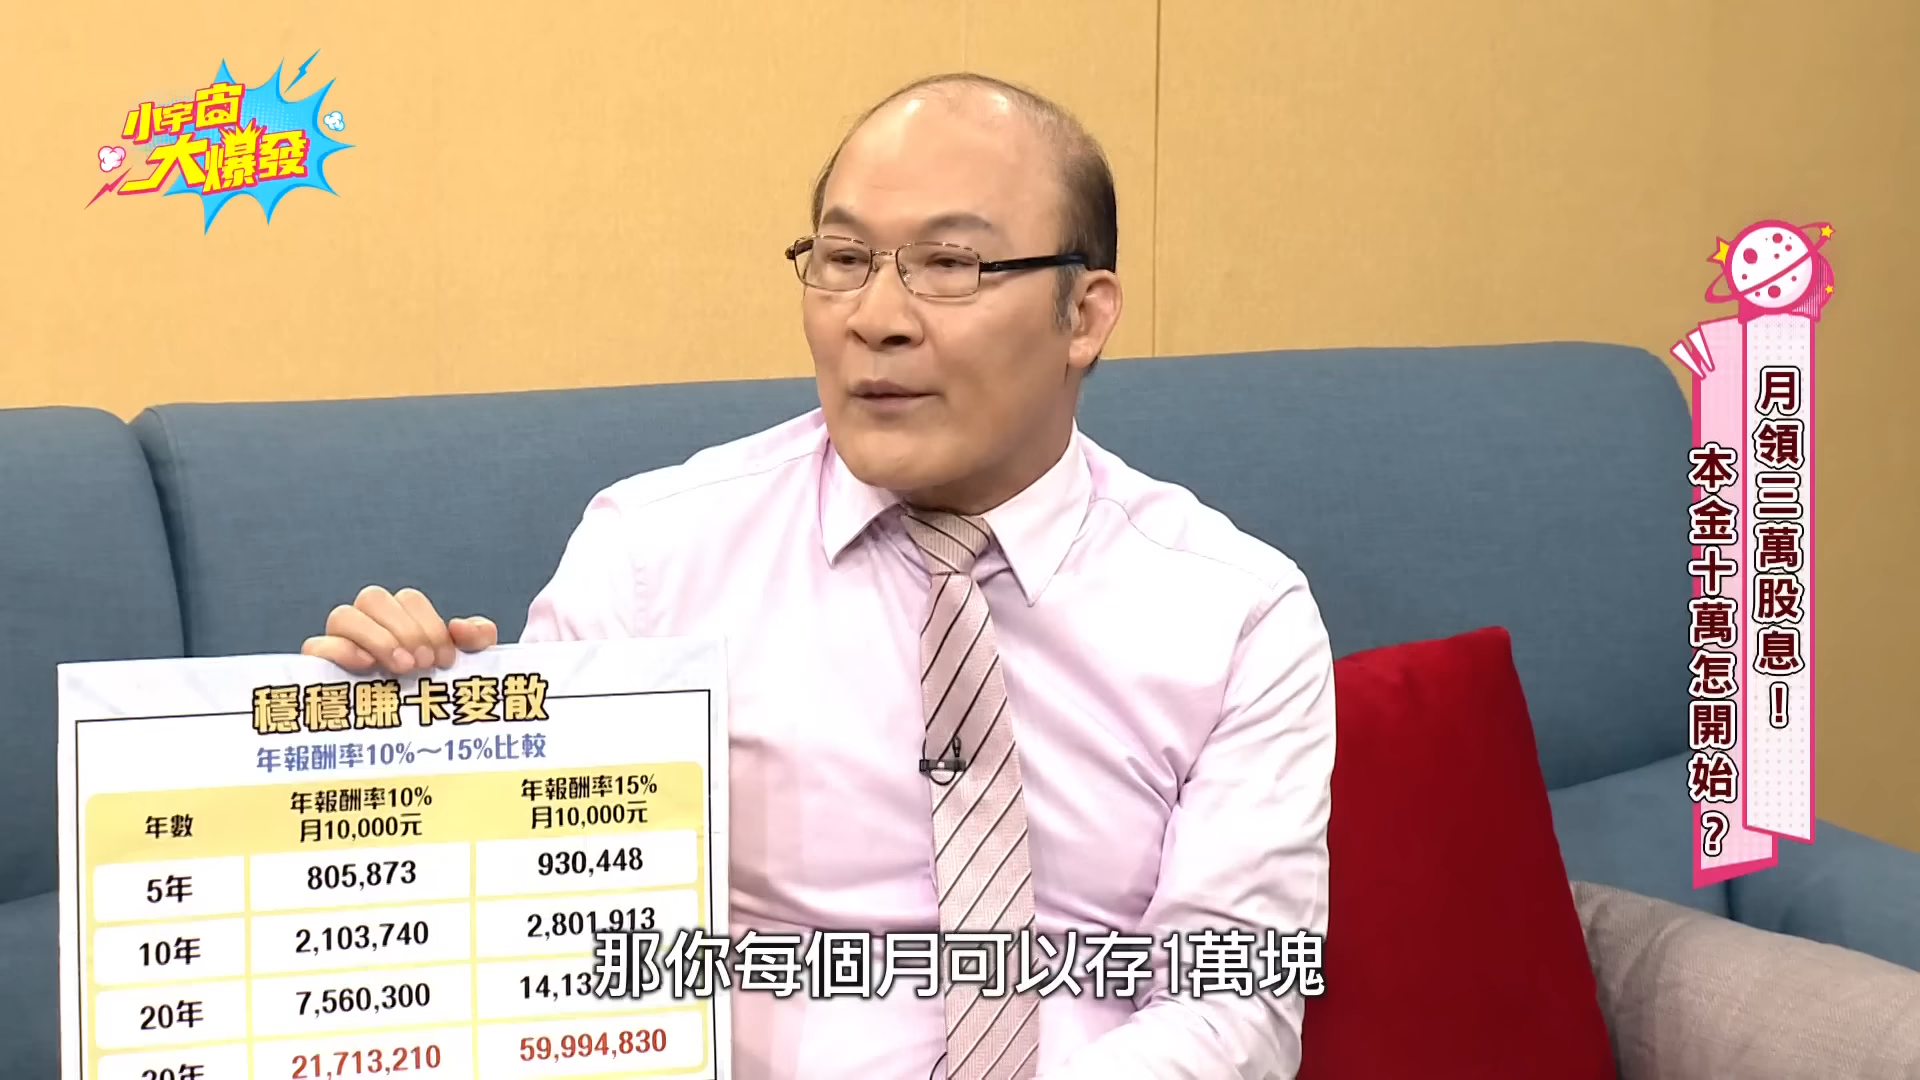 小宇宙
大爆發
月領三萬股息！
本金十萬怎開始？
穩穩賺卡麥散
年報酬率10%～15%比較
年數
年報酬率10%
月10,000元
年報酬率15%
月10,000元
5年 805,873 930,448
10年 2,103,740 2,801,913
20年 7,560,300 14,13
21,713,210 59,994,830
那你每個月可以存1萬塊